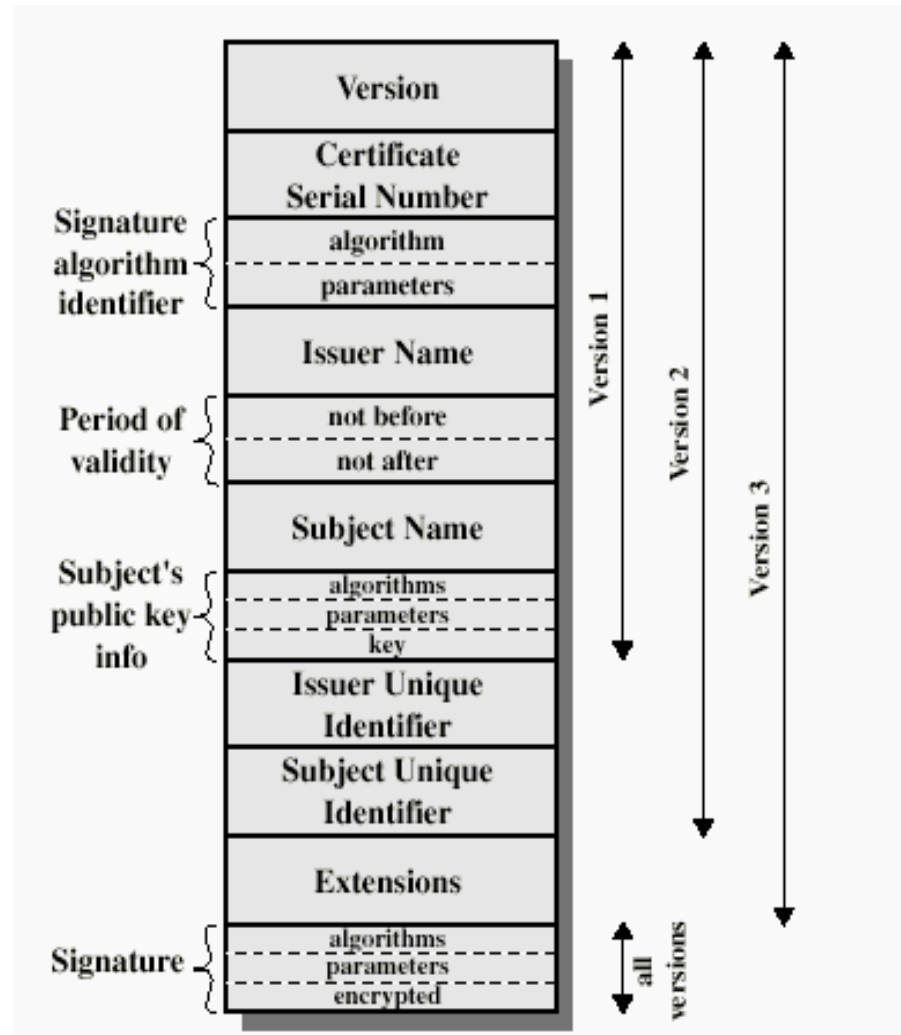 Version
Certificate
Serial Number
Signature
algorithm
identifier
algorithm
parameters
Issuer Name
Period of
validity
not before
not after
Subject Name
Subject's
public key
info
algorithms
parameters
key
Issuer Unique
Identifier
Subject Unique
Identifier
Extensions
Signature
algorithms
parameters
encrypted
Version 1
Version 2
Version 3
all
versions